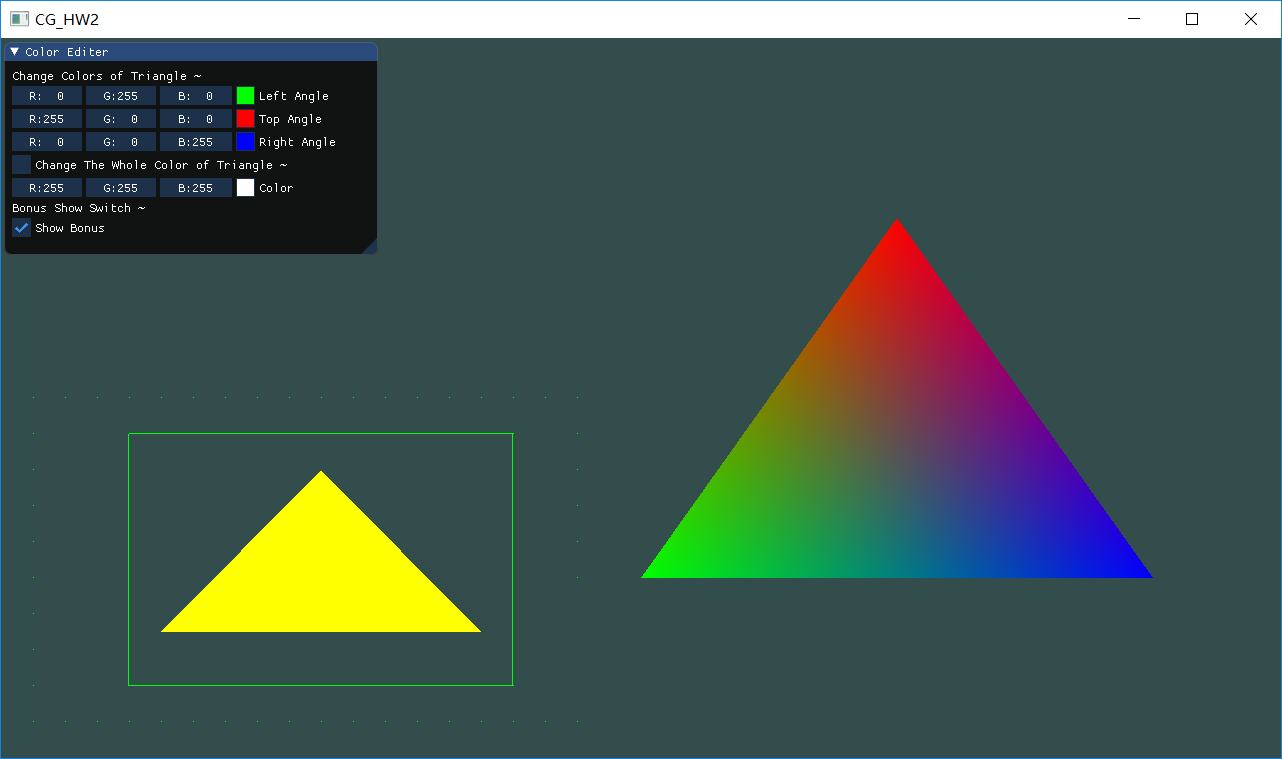 CG_HW2
Color Editer
Change Colors of Triangle ~
R: 0 G:255 B: 0 Left Angle
R:255 G: 0 B: 0 Top Angle
R: 0 G: 0 B:255 Right Angle
Change The Whole Color of Triangle ~
R:255 G:255 B:255 Color
Bonus Show Switch ~
Show Bonus